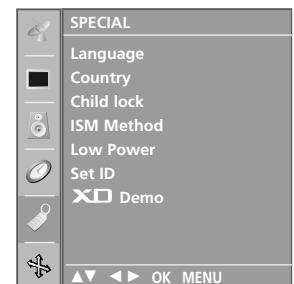 SPECIAL
Language
Country
Child lock
ISM Method
Low Power
Set ID
XD Demo
▲▼ ◄► OK MENU